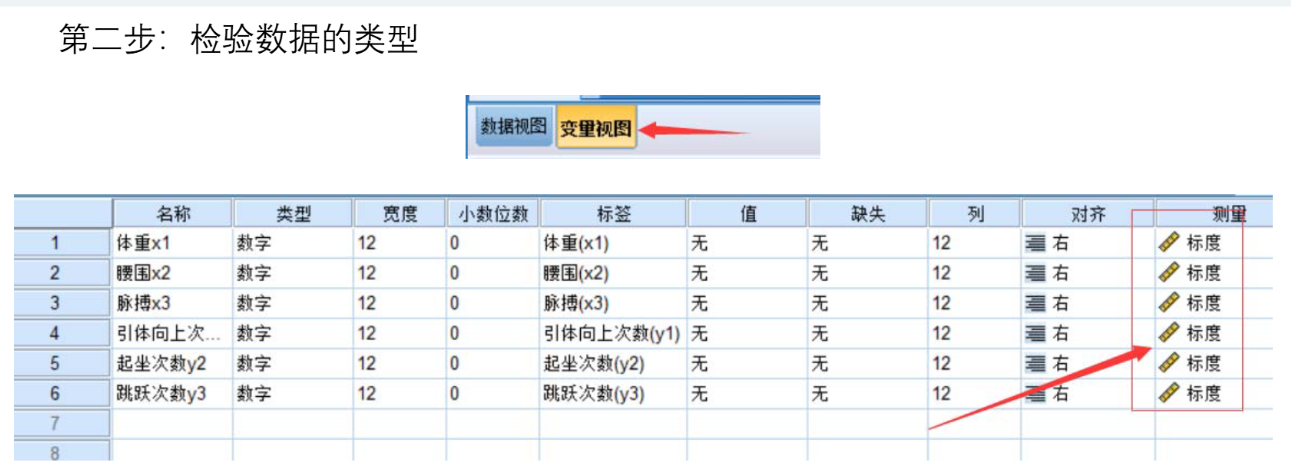 第二步：检验数据的类型
数据视图 变量视图
名称 类型 宽度 小数位数 标签 值 缺失 列 对齐 测量
1 体重x1 数字 12 0 体重(x1) 无 无 12 右 标度
2 腰围x2 数字 12 0 腰围(x2) 无 无 12 右 标度
3 脉搏x3 数字 12 0 脉搏(x3) 无 无 12 右 标度
4 引体向上次... 数字 12 0 引体向上次数(y1) 无 无 12 右 标度
5 起坐次数y2 数字 12 0 起坐次数(y2) 无 无 12 右 标度
6 跳跃次数y3 数字 12 0 跳跃次数(y3) 无 无 12 右 标度
7
8